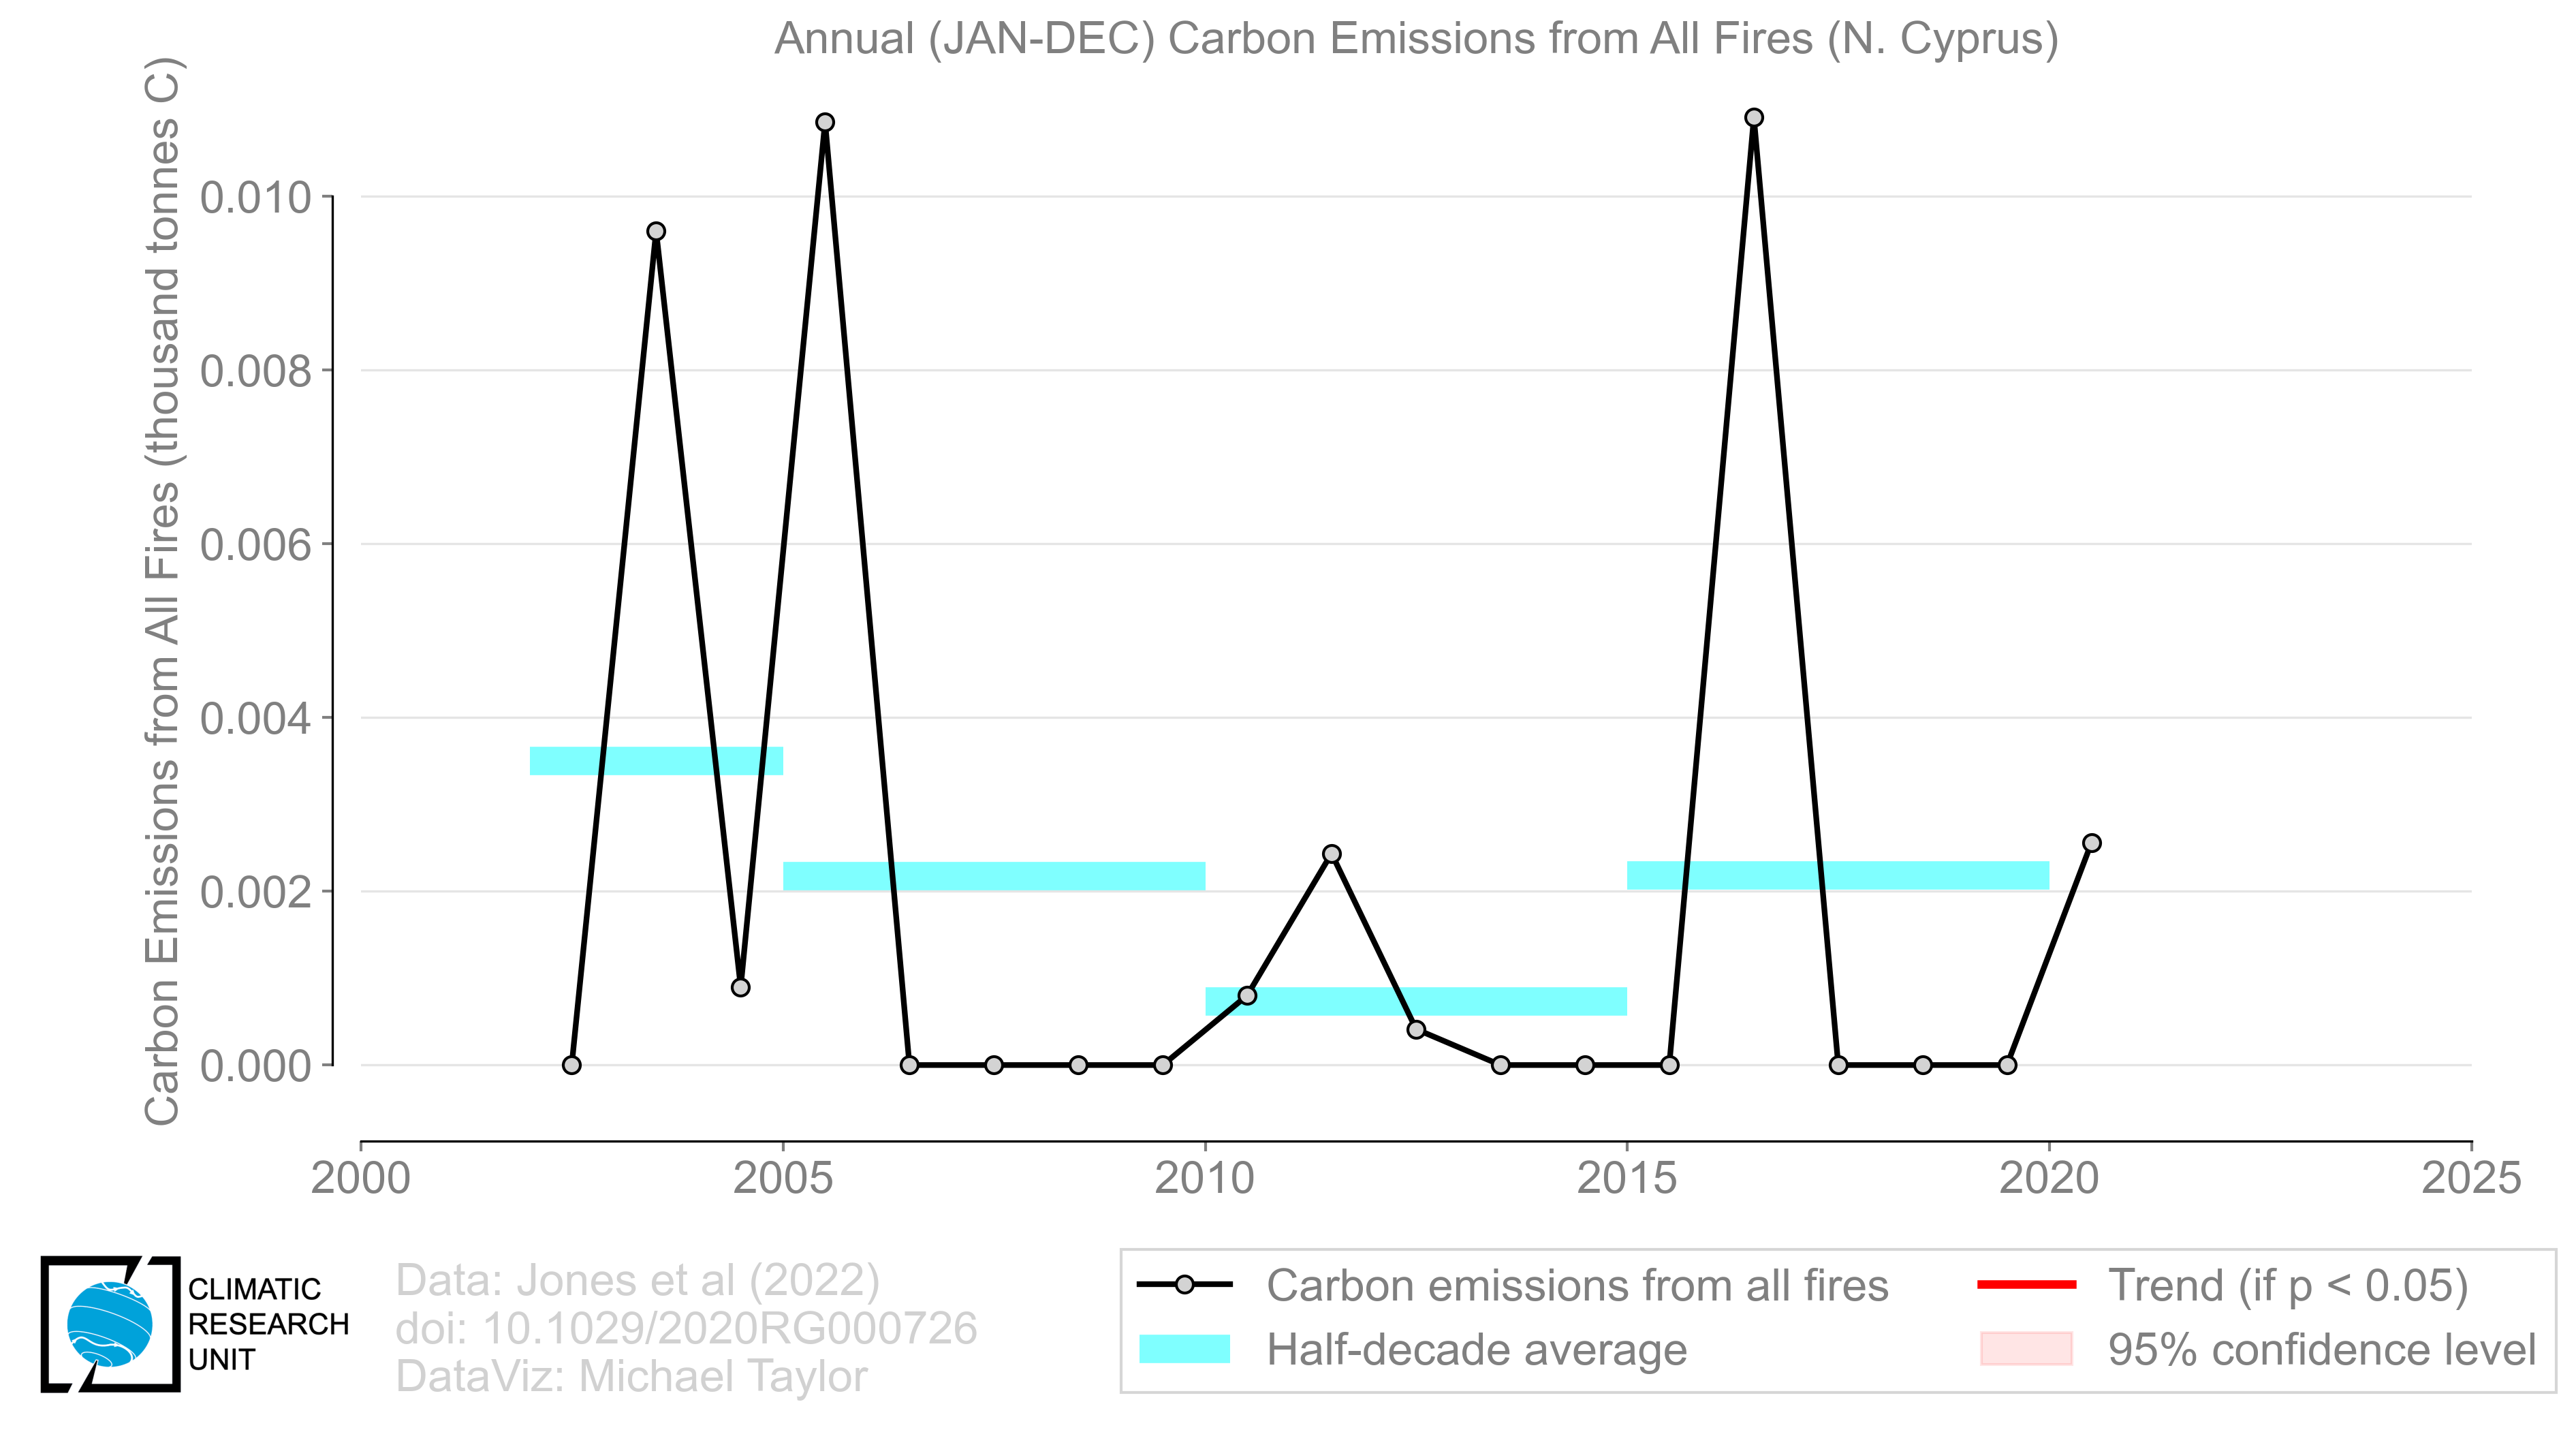 Annual (JAN-DEC) Carbon Emissions from All Fires (N. Cyprus)
Carbon Emissions from All Fires (thousand tonnes C)
0.010
0.008
0.006
0.004
0.002
0.000
2000 2005 2010 2015 2020 2025
CLIMATIC
RESEARCH
UNIT
Data: Jones et al (2022)
doi: 10.1029/2020RG000726
DataViz: Michael Taylor
Carbon emissions from all fires
Half-decade average
Trend (if p < 0.05)
95% confidence level